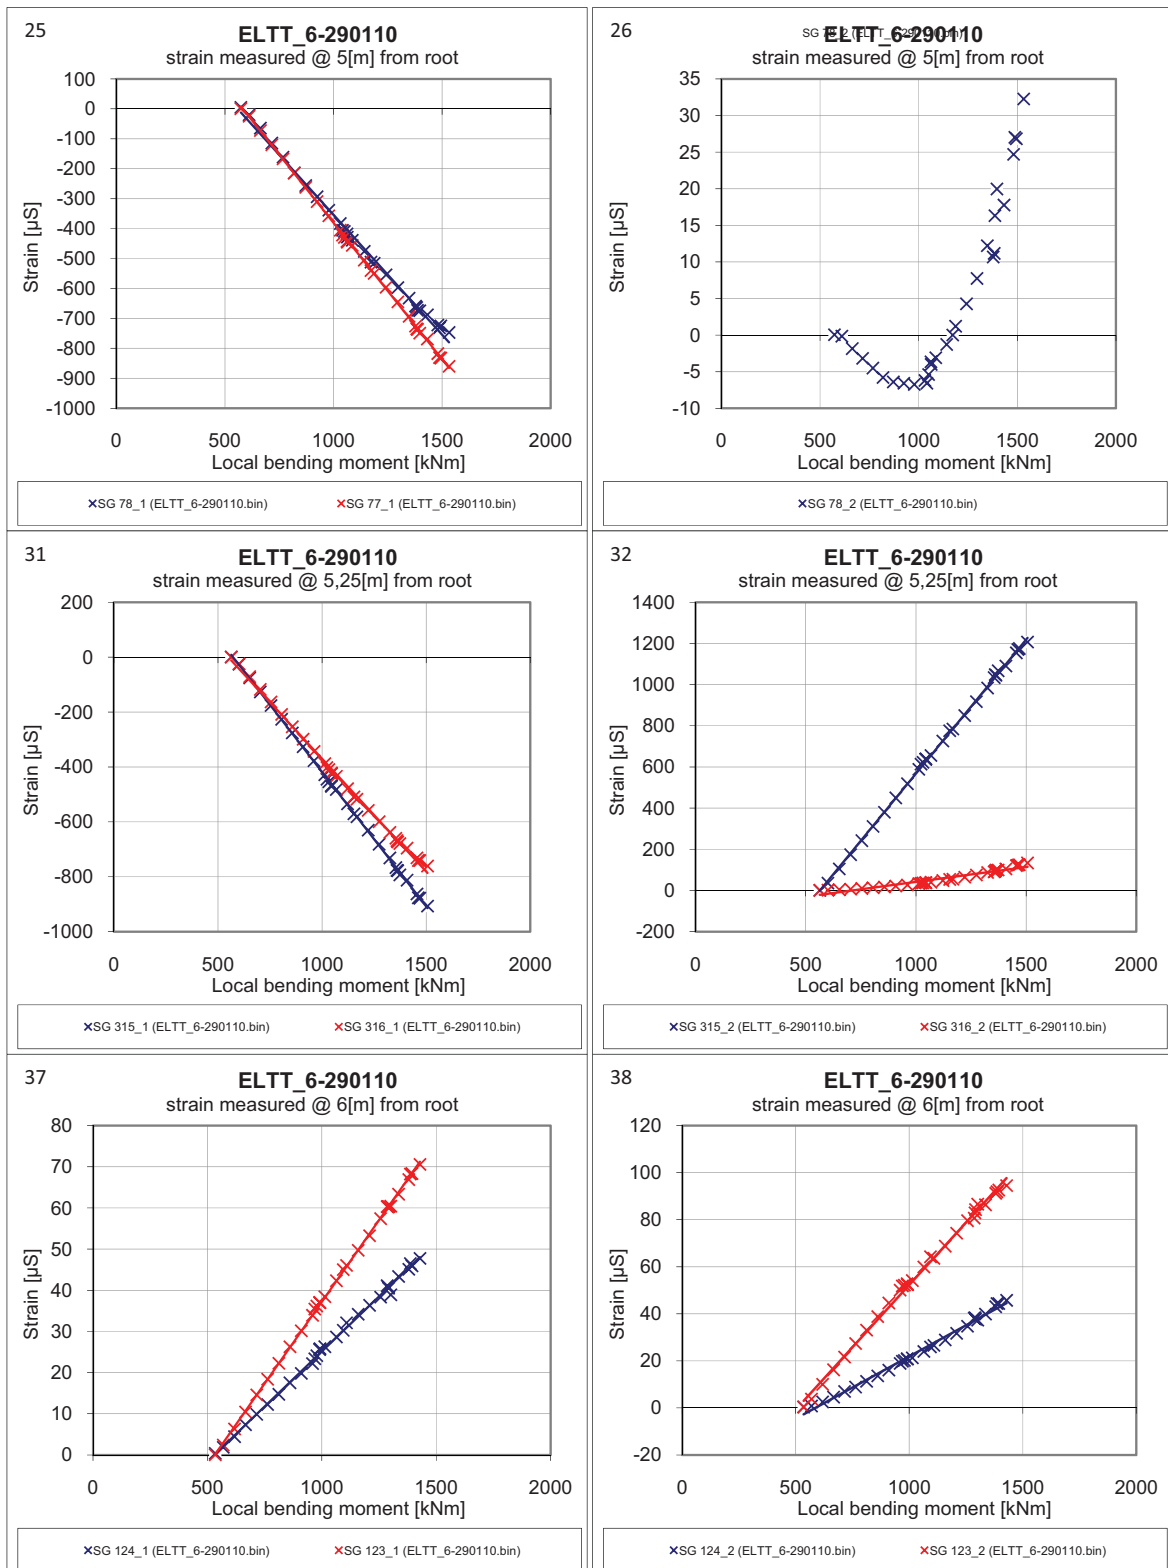 25
ELTT_6-290110
strain measured @ 5[m] from root
100
0
-100
-200
-300
-400
-500
-600
-700
-800
-900
-1000
Strain [µS]
0 500 1000 1500 2000
Local bending moment [kNm]
SG 78_1 (ELTT_6-290110.bin) SG 77_1 (ELTT_6-290110.bin)
26
ELTT_6-290110
SG 78_2 (ELTT_6-290110.bin)
strain measured @ 5[m] from root
35
30
25
20
15
10
5
0
-5
-10
Strain [µS]
0 500 1000 1500 2000
Local bending moment [kNm]
SG 78_2 (ELTT_6-290110.bin)
31
ELTT_6-290110
strain measured @ 5,25[m] from root
200
0
-200
-400
-600
-800
-1000
Strain [µS]
0 500 1000 1500 2000
Local bending moment [kNm]
SG 315_1 (ELTT_6-290110.bin) SG 316_1 (ELTT_6-290110.bin)
32
ELTT_6-290110
strain measured @ 5,25[m] from root
1400
1200
1000
800
600
400
200
0
-200
Strain [µS]
0 500 1000 1500 2000
Local bending moment [kNm]
SG 315_2 (ELTT_6-290110.bin) SG 316_2 (ELTT_6-290110.bin)
37
ELTT_6-290110
strain measured @ 6[m] from root
80
70
60
50
40
30
20
10
0
Strain [µS]
0 500 1000 1500 2000
Local bending moment [kNm]
SG 124_1 (ELTT_6-290110.bin) SG 123_1 (ELTT_6-290110.bin)
38
ELTT_6-290110
strain measured @ 6[m] from root
120
100
80
60
40
20
0
-20
Strain [µS]
0 500 1000 1500 2000
Local bending moment [kNm]
SG 124_2 (ELTT_6-290110.bin) SG 123_2 (ELTT_6-290110.bin)